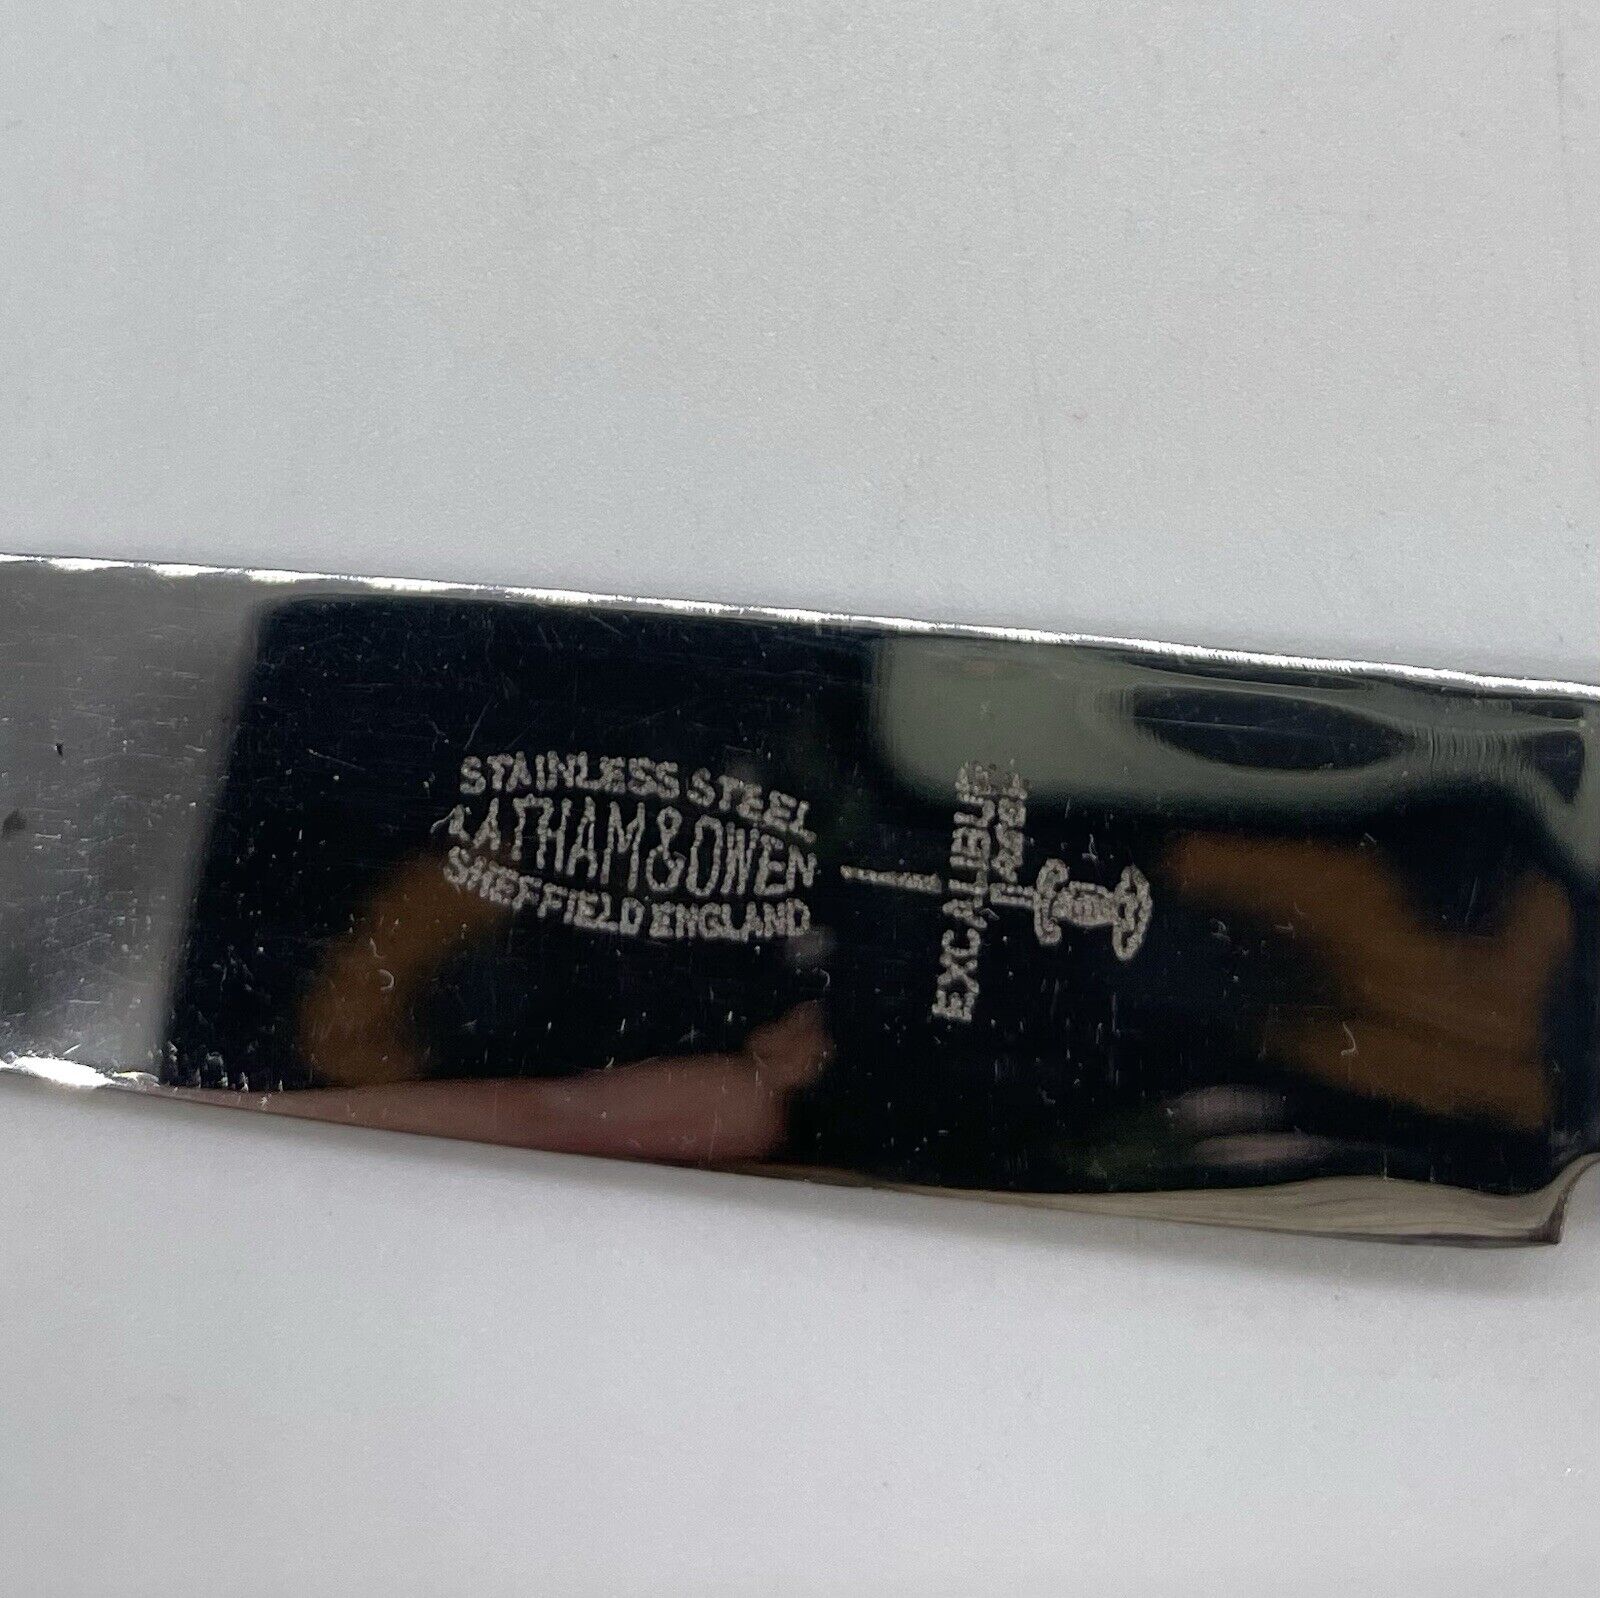 STAINLESS STEEL
LATHAM&OWEN
SHEFFIELD ENGLAND
EXCALIBUR